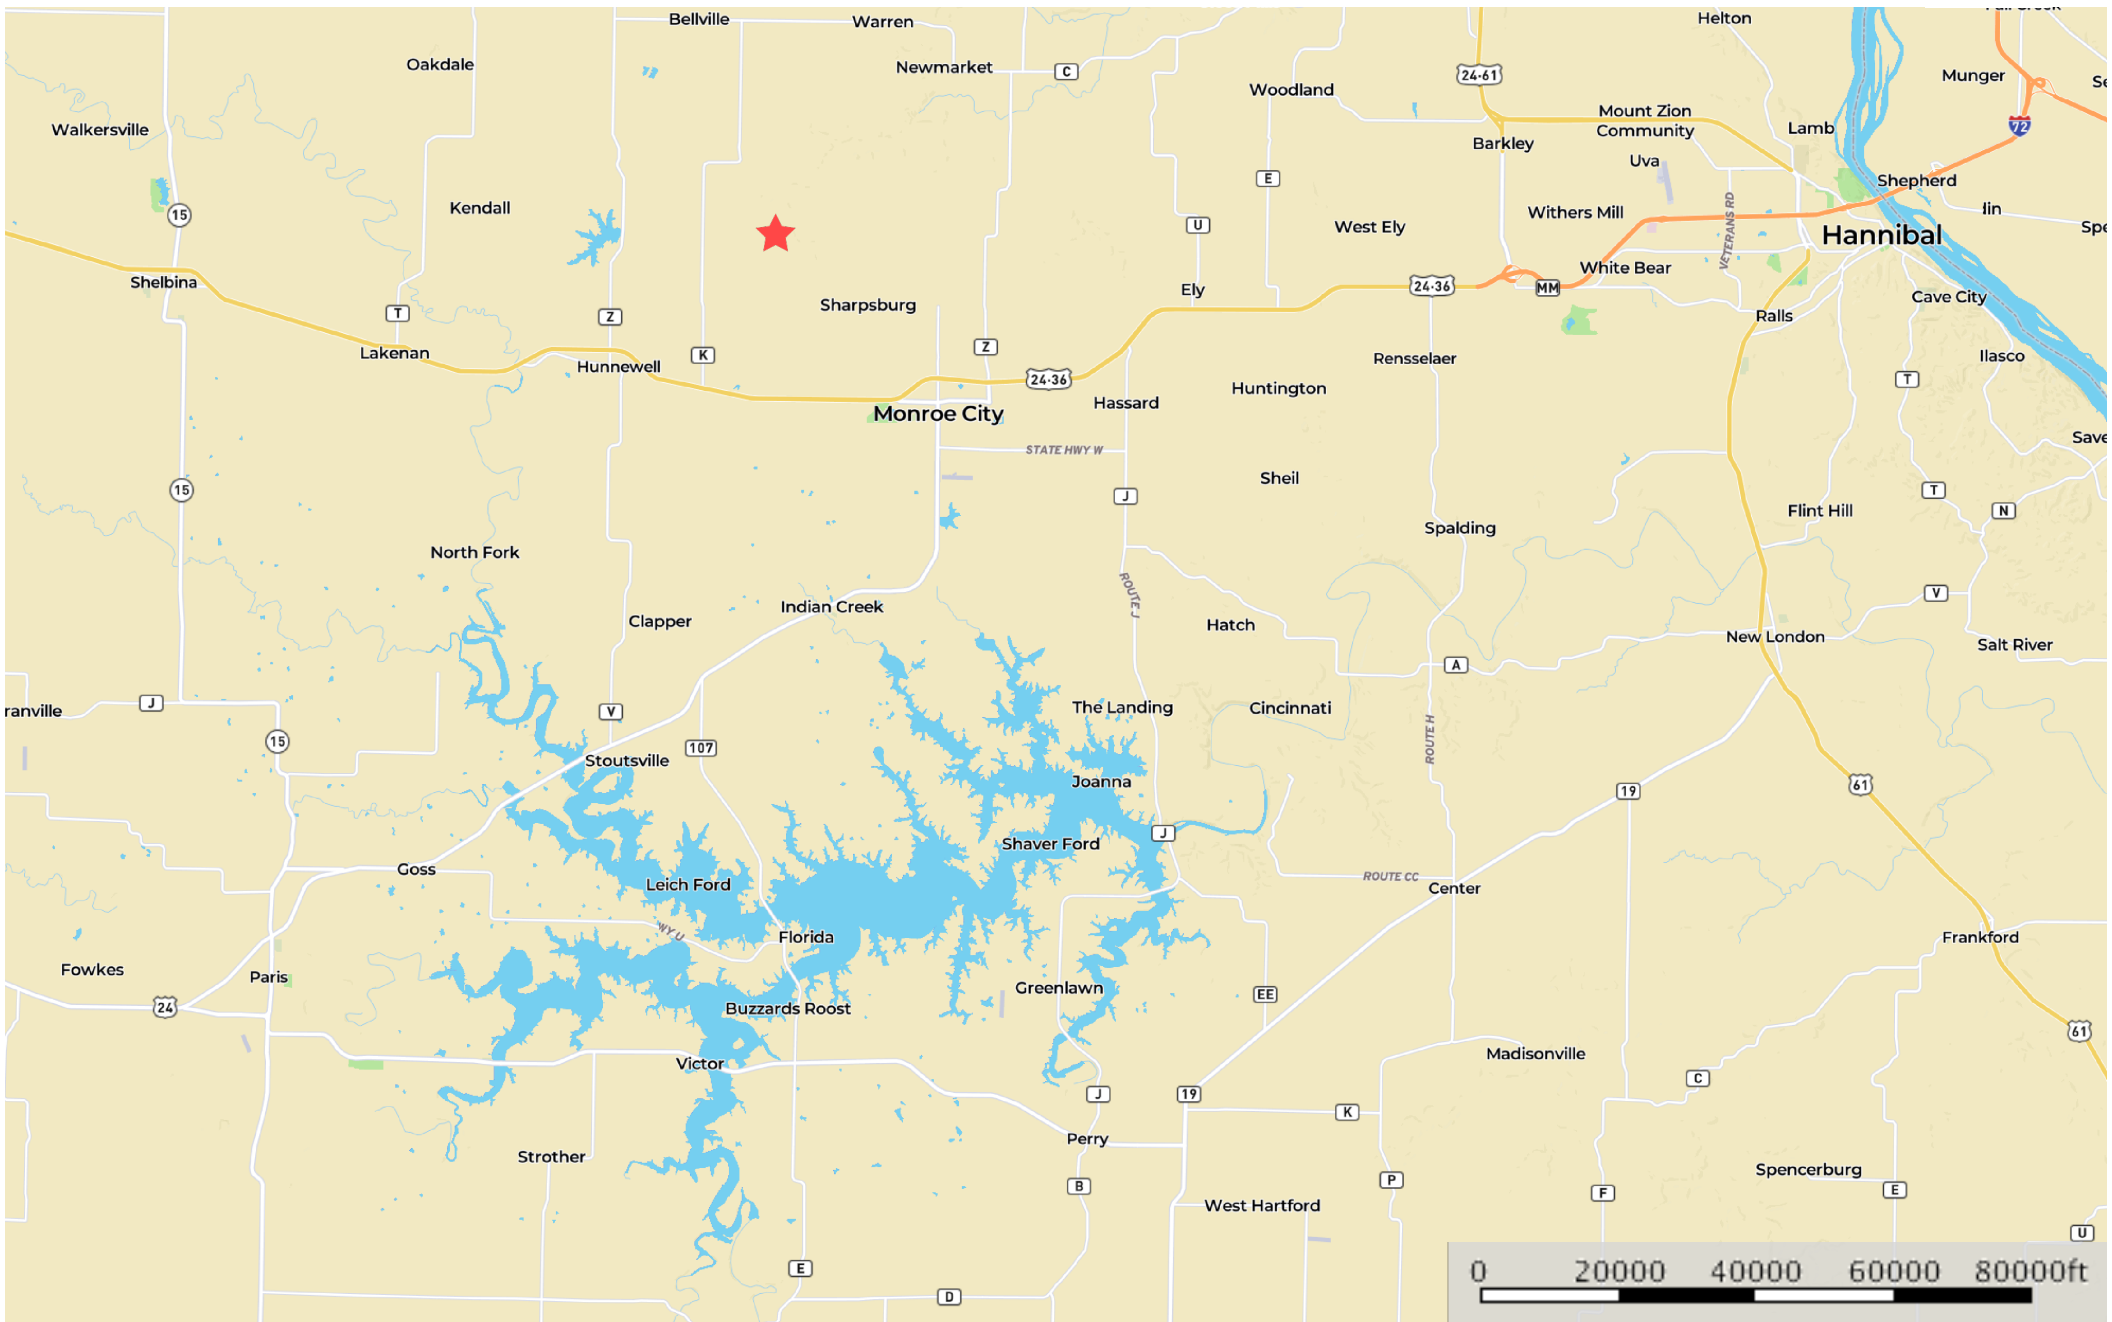 Bellville
Warren
Helton
Oakdale
Newmarket
C
24-61
Munger
Woodland
Mount Zion
Community
Walkersville
Barkley
Lamb
72
Uva
E
Shepherd
Kendall
15
U
West Ely
Withers Mill
VETERANS RD
Hannibal
White Bear
Shelbina
Ely
24-36
MM
Cave City
T
Z
Sharpsburg
Ralls
Lakenan
Hunnewell
K
Z
Rensselaer
Ilasco
24-36
Huntington
T
Monroe City
Hassard
STATE HWY W
15
J
Sheil
T
Flint Hill
N
Spalding
North Fork
ROUTE J
V
Indian Creek
Clapper
Hatch
New London
Salt River
A
J
V
The Landing
Cincinnati
15
107
ROUTE H
Stoutsville
Joanna
19
61
J
Shaver Ford
Goss
Leich Ford
ROUTE CC
Center
WY U
Florida
Frankford
Fowkes
Paris
Greenlawn
EE
24
Buzzards Roost
61
Victor
Madisonville
C
J
19
K
Perry
Strother
Spencerburg
B
P
F
E
West Hartford
U
E
D
0 20000 40000 60000 80000ft